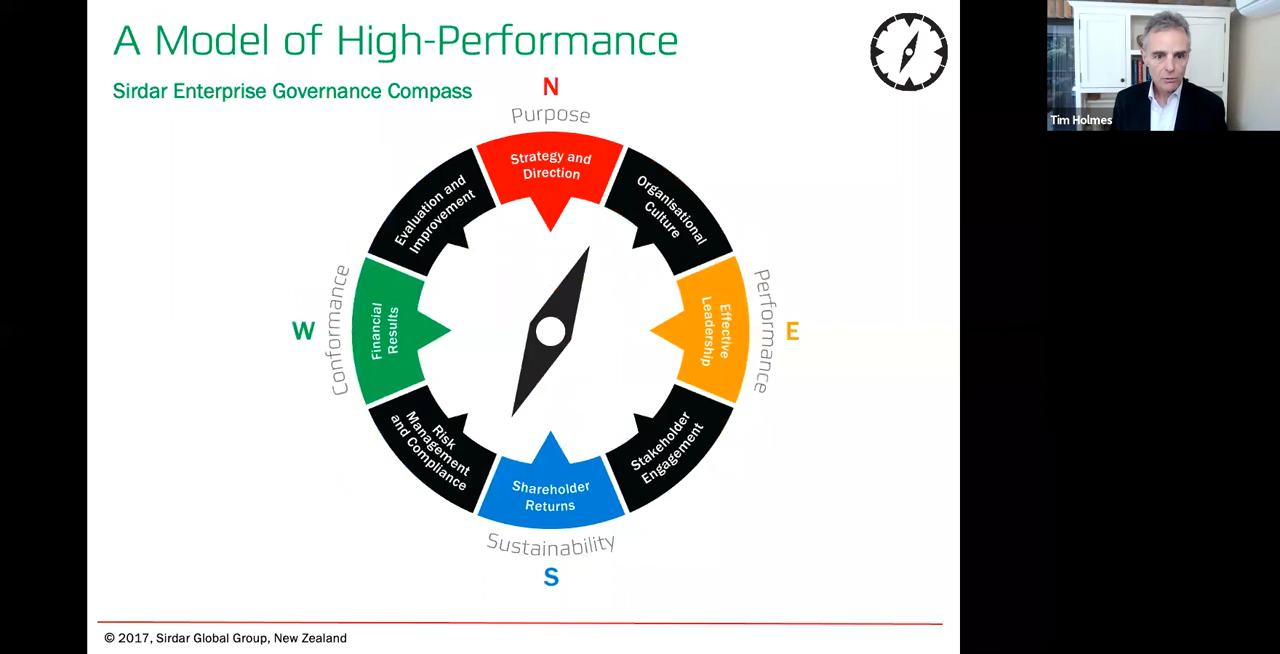 A Model of High-Performance
Sirdar Enterprise Governance Compass
N
Purpose
Strategy and
Direction
Organisational
Culture
Performance
E
Effective
Leadership
Stakeholder
Engagement
Shareholder
Returns
Sustainability
S
Risk
Management
and Compliance
Financial
Results
Conformance
W
Evaluation and
Improvement
© 2017, Sirdar Global Group, New Zealand
Tim Holmes